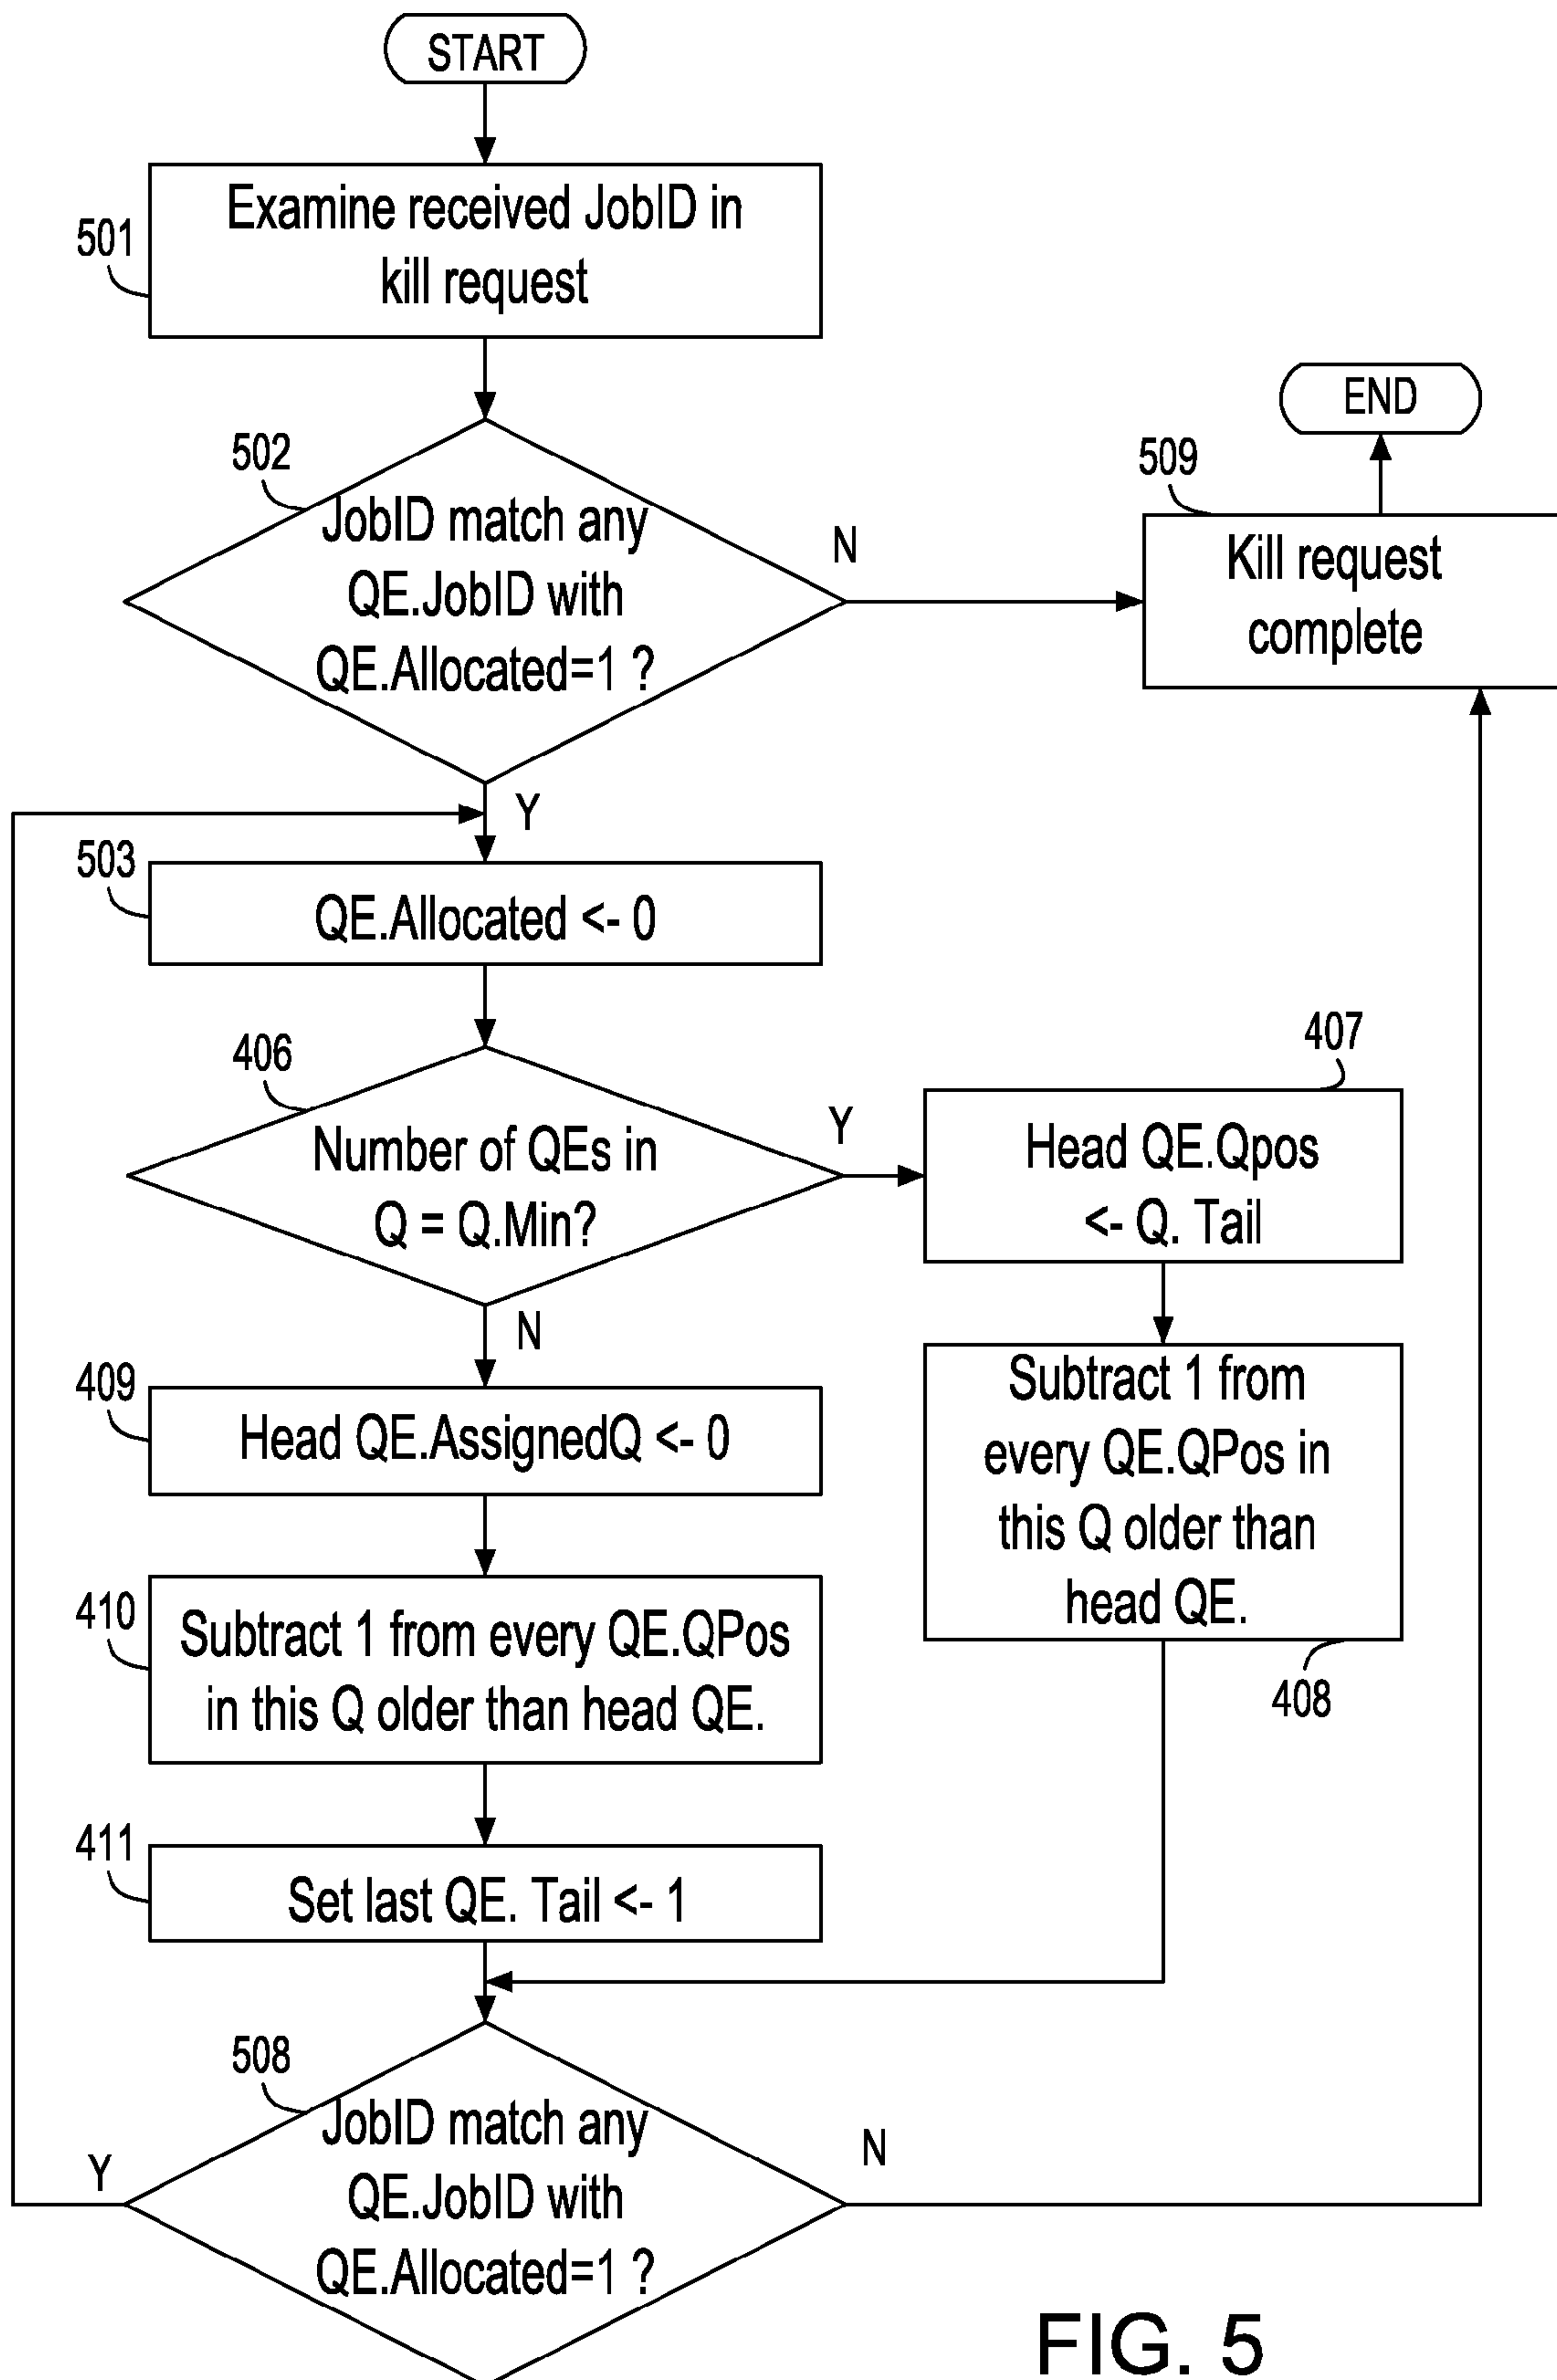 START
501
Examine received JobID in
kill request
END
502
JobID match any
QE.JobID with
QE.Allocated=1 ?
N
509
Kill request
complete
Y
503
QE.Allocated <- 0
406
Number of QEs in
Q = Q.Min?
Y
407
Head QE.Qpos
<- Q. Tail
N
409
Head QE.AssignedQ <- 0
Subtract 1 from
every QE.QPos in
this Q older than
head QE.
408
410
Subtract 1 from every QE.QPos
in this Q older than head QE.
411
Set last QE. Tail <- 1
508
JobID match any
QE.JobID with
QE.Allocated=1 ?
Y
N
FIG. 5